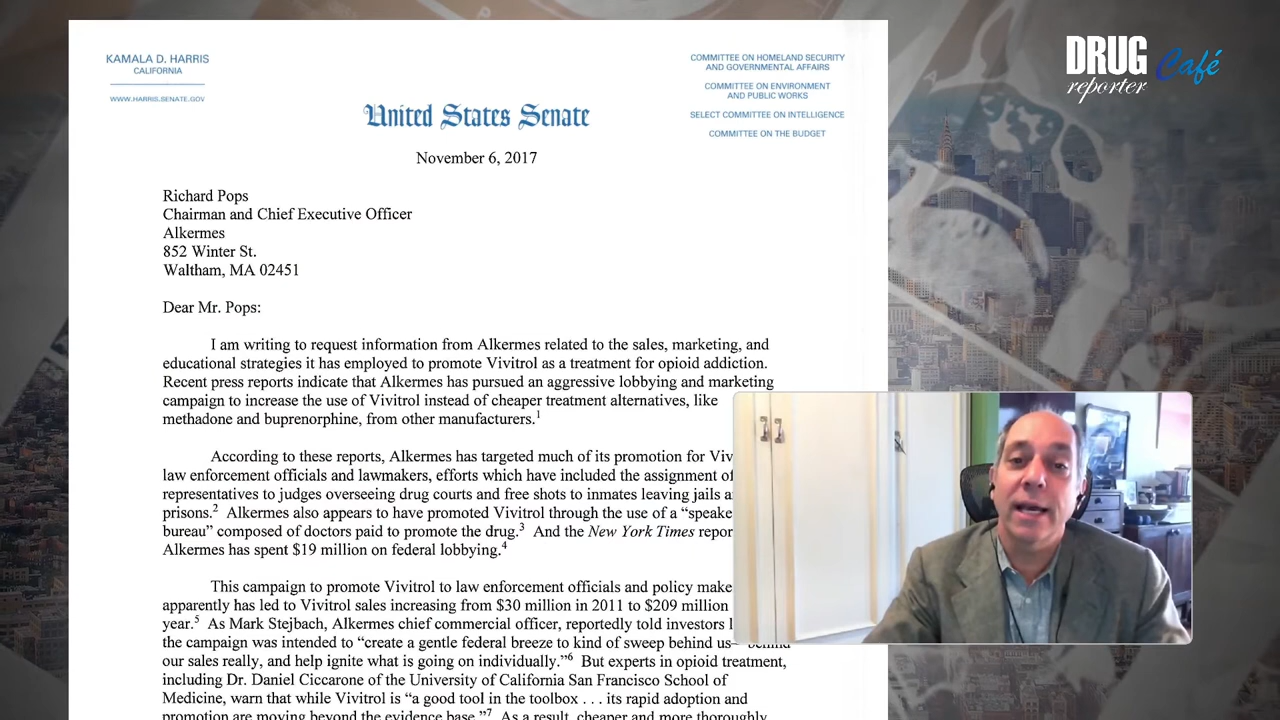 KAMALA D. HARRIS
CALIFORNIA
WWW.HARRIS.SENATE.GOV
United States Senate
COMMITTEE ON HOMELAND SECURITY
AND GOVERNMENTAL AFFAIRS
COMMITTEE ON ENVIRONMENT
AND PUBLIC WORKS
SELECT COMMITTEE ON INTELLIGENCE
COMMITTEE ON THE BUDGET
DRUG
reporter
Café
November 6, 2017
Richard Pops
Chairman and Chief Executive Officer
Alkermes
852 Winter St.
Waltham, MA 02451
Dear Mr. Pops:
I am writing to request information from Alkermes related to the sales, marketing, and
educational strategies it has employed to promote Vivitrol as a treatment for opioid addiction.
Recent press reports indicate that Alkermes has pursued an aggressive lobbying and marketing
campaign to increase the use of Vivitrol instead of cheaper treatment alternatives, like
methadone and buprenorphine, from other manufacturers.1
According to these reports, Alkermes has targeted much of its promotion for Viv
law enforcement officials and lawmakers, efforts which have included the assignment of
representatives to judges overseeing drug courts and free shots to inmates leaving jails a
prisons.2 Alkermes also appears to have promoted Vivitrol through the use of a “speake
bureau” composed of doctors paid to promote the drug.3 And the New York Times repor
Alkermes has spent $19 million on federal lobbying.4
This campaign to promote Vivitrol to law enforcement officials and policy make
apparently has led to Vivitrol sales increasing from $30 million in 2011 to $209 million
year.5 As Mark Stejbach, Alkermes chief commercial officer, reportedly told investors l
the campaign was intended to “create a gentle federal breeze to kind of sweep behind us— behind
our sales really, and help ignite what is going on individually.”6 But experts in opioid treatment,
including Dr. Daniel Ciccarone of the University of California San Francisco School of
Medicine, warn that while Vivitrol is “a good tool in the toolbox . . . its rapid adoption and
promotion are moving beyond the evidence base.”7 As a result, cheaper and more thoroughly